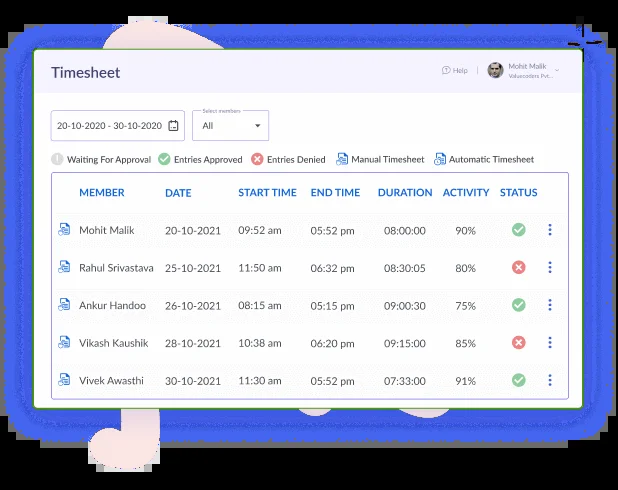 Timesheet
Help
Mohit Malik
Valuecoders Pvt...
20-10-2020 - 30-10-2020
Select members
All
Waiting For Approval Entries Approved Entries Denied Manual Timesheet Automatic Timesheet
MEMBER DATE START TIME END TIME DURATION ACTIVITY STATUS
Mohit Malik 20-10-2021 09:52 am 05:52 pm 08:00:00 90%
Rahul Srivastava 25-10-2021 11:50 am 06:32 pm 08:30:05 80%
Ankur Handoo 26-10-2021 08:15 am 05:15 pm 09:00:30 75%
Vikash Kaushik 28-10-2021 10:38 am 06:20 pm 09:15:00 85%
Vivek Awasthi 30-10-2021 11:30 am 05:52 pm 07:33:00 91%